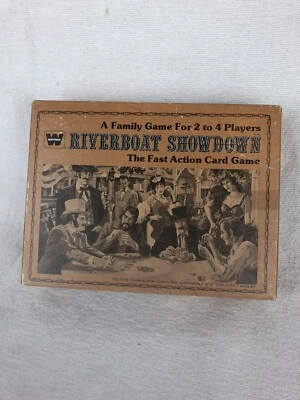 A Family Game For 2 to 4 Players
W RIVERBOAT SHOWDOWN
The Fast Action Card Game